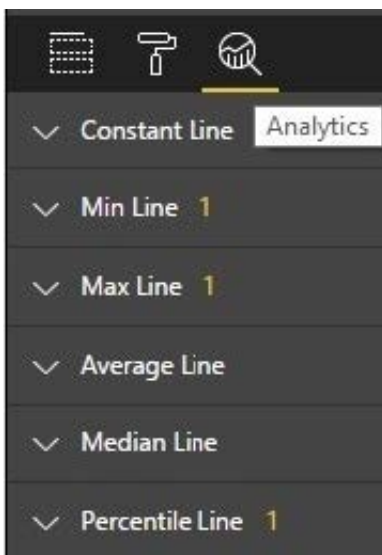 Constant Line
Analytics
Min Line 1
Max Line 1
Average Line
Median Line
Percentile Line 1